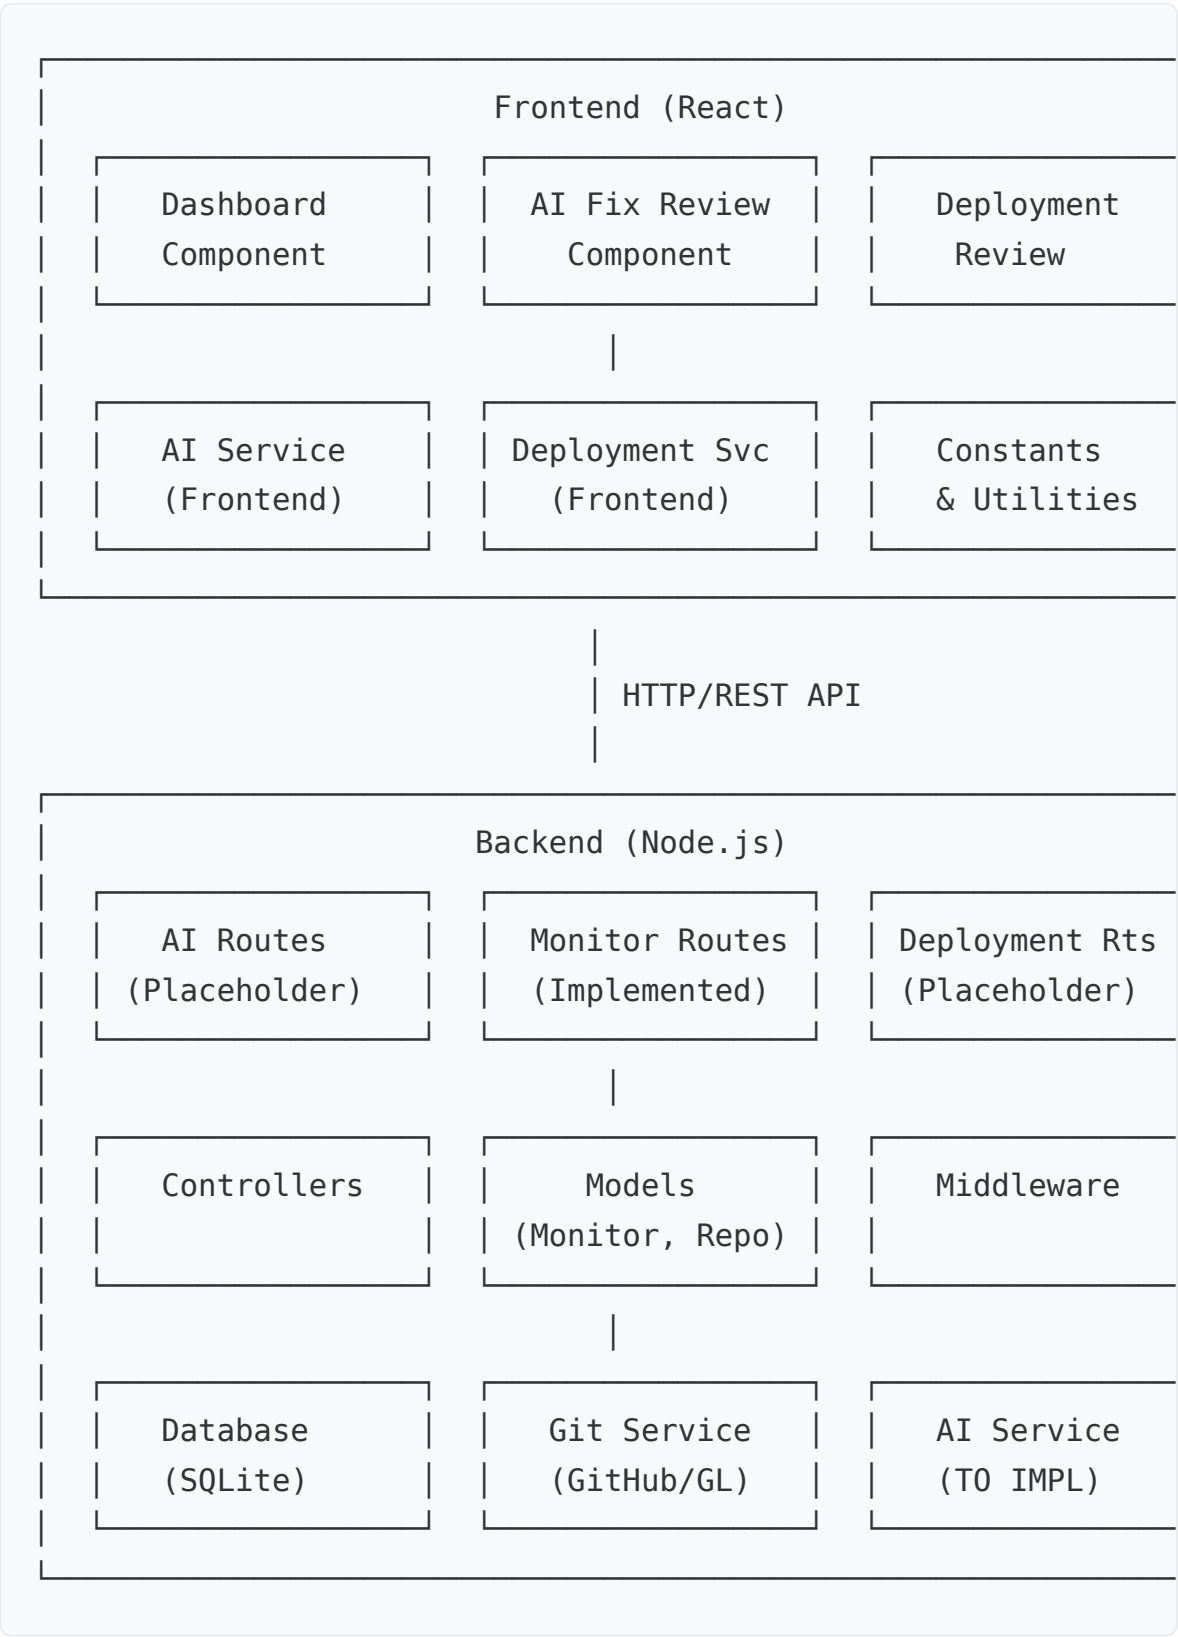 Frontend (React)
Dashboard AI Fix Review Deployment
Component Component Review
AI Service Deployment Svc Constants
(Frontend) (Frontend) & Utilities
HTTP/REST API
Backend (Node.js)
AI Routes Monitor Routes Deployment Rts
(Placeholder) (Implemented) (Placeholder)
Controllers Models Middleware
(Monitor, Repo)
Database Git Service AI Service
(SQLite) (GitHub/GL) (TO IMPL)